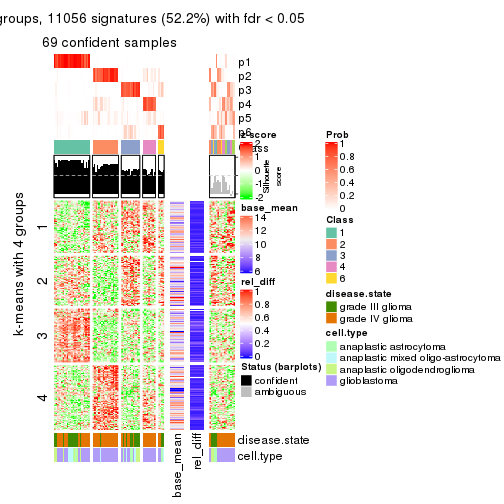 groups, 11056 signatures (52.2%) with fdr < 0.05
69 confident samples
p1
p2
p3
p4
p5
p6
z-score
2
1
0
-1
-2
Silhouette
score
Prob
1
0.8
0.6
0.4
0.2
0
k-means with 4 groups
1
2
3
4
base_mean
14
12
10
8
6
rel_diff
1
0.8
0.6
0.4
0.2
0
Class
1
2
3
4
6
disease.state
grade III glioma
grade IV glioma
cell.type
anaplastic astrocytoma
anaplastic mixed oligo-astrocytoma
anaplastic oligodendroglioma
glioblastoma
Status (barplots)
confident
ambiguous
disease.state
cell.type
base_mean
rel_diff